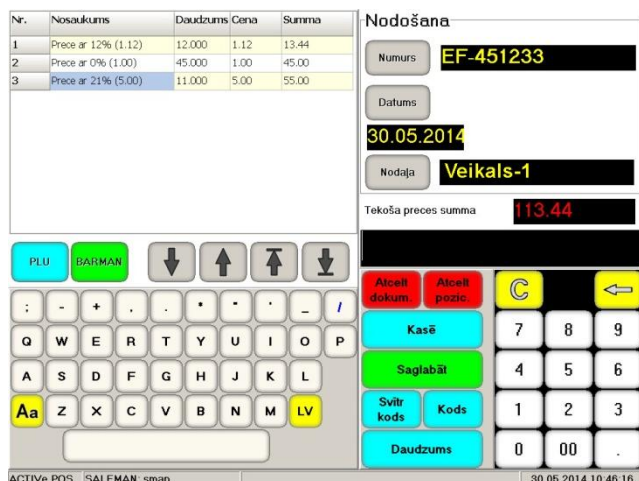 Nr. Nosaukums Daudzums Cena Summa
1 Prece ar 12% (1.12) 12.000 1.12 13.44
2 Prece ar 0% (1.00) 45.000 1.00 45.00
3 Prece ar 21% (5.00) 11.000 5.00 55.00
Nodošana
Numurs EF-451233
Datums
30.05.2014
Nodaļa Veikals-1
Tekoša preces summa 113.44
PLU BARMAN
; - + , . * " ' _ /
Q W E R T Y U I O P
A S D F G H J K L
Aa Z X C V B N M LV
Atcelt dokum.
Atcelt pozic.
C
Kasē
7 8 9
Saglabāt
4 5 6
Svītr kods
Kods
1 2 3
Daudzums
0 00 .
ACTIVe POS SALEMAN: sman 30.05.2014 10:46:16